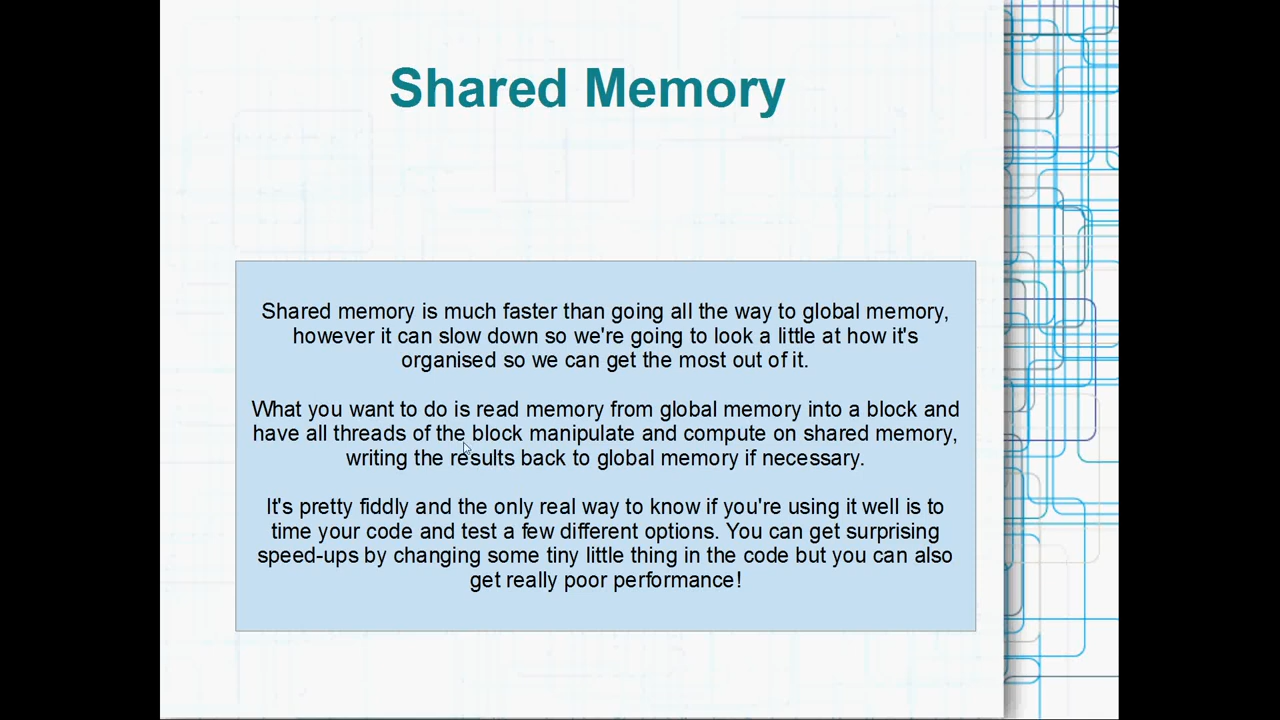 Shared Memory
Shared memory is much faster than going all the way to global memory,
however it can slow down so we're going to look a little at how it's
organised so we can get the most out of it.
What you want to do is read memory from global memory into a block and
have all threads of the block manipulate and compute on shared memory,
writing the results back to global memory if necessary.
It's pretty fiddly and the only real way to know if you're using it well is to
time your code and test a few different options. You can get surprising
speed-ups by changing some tiny little thing in the code but you can also
get really poor performance!